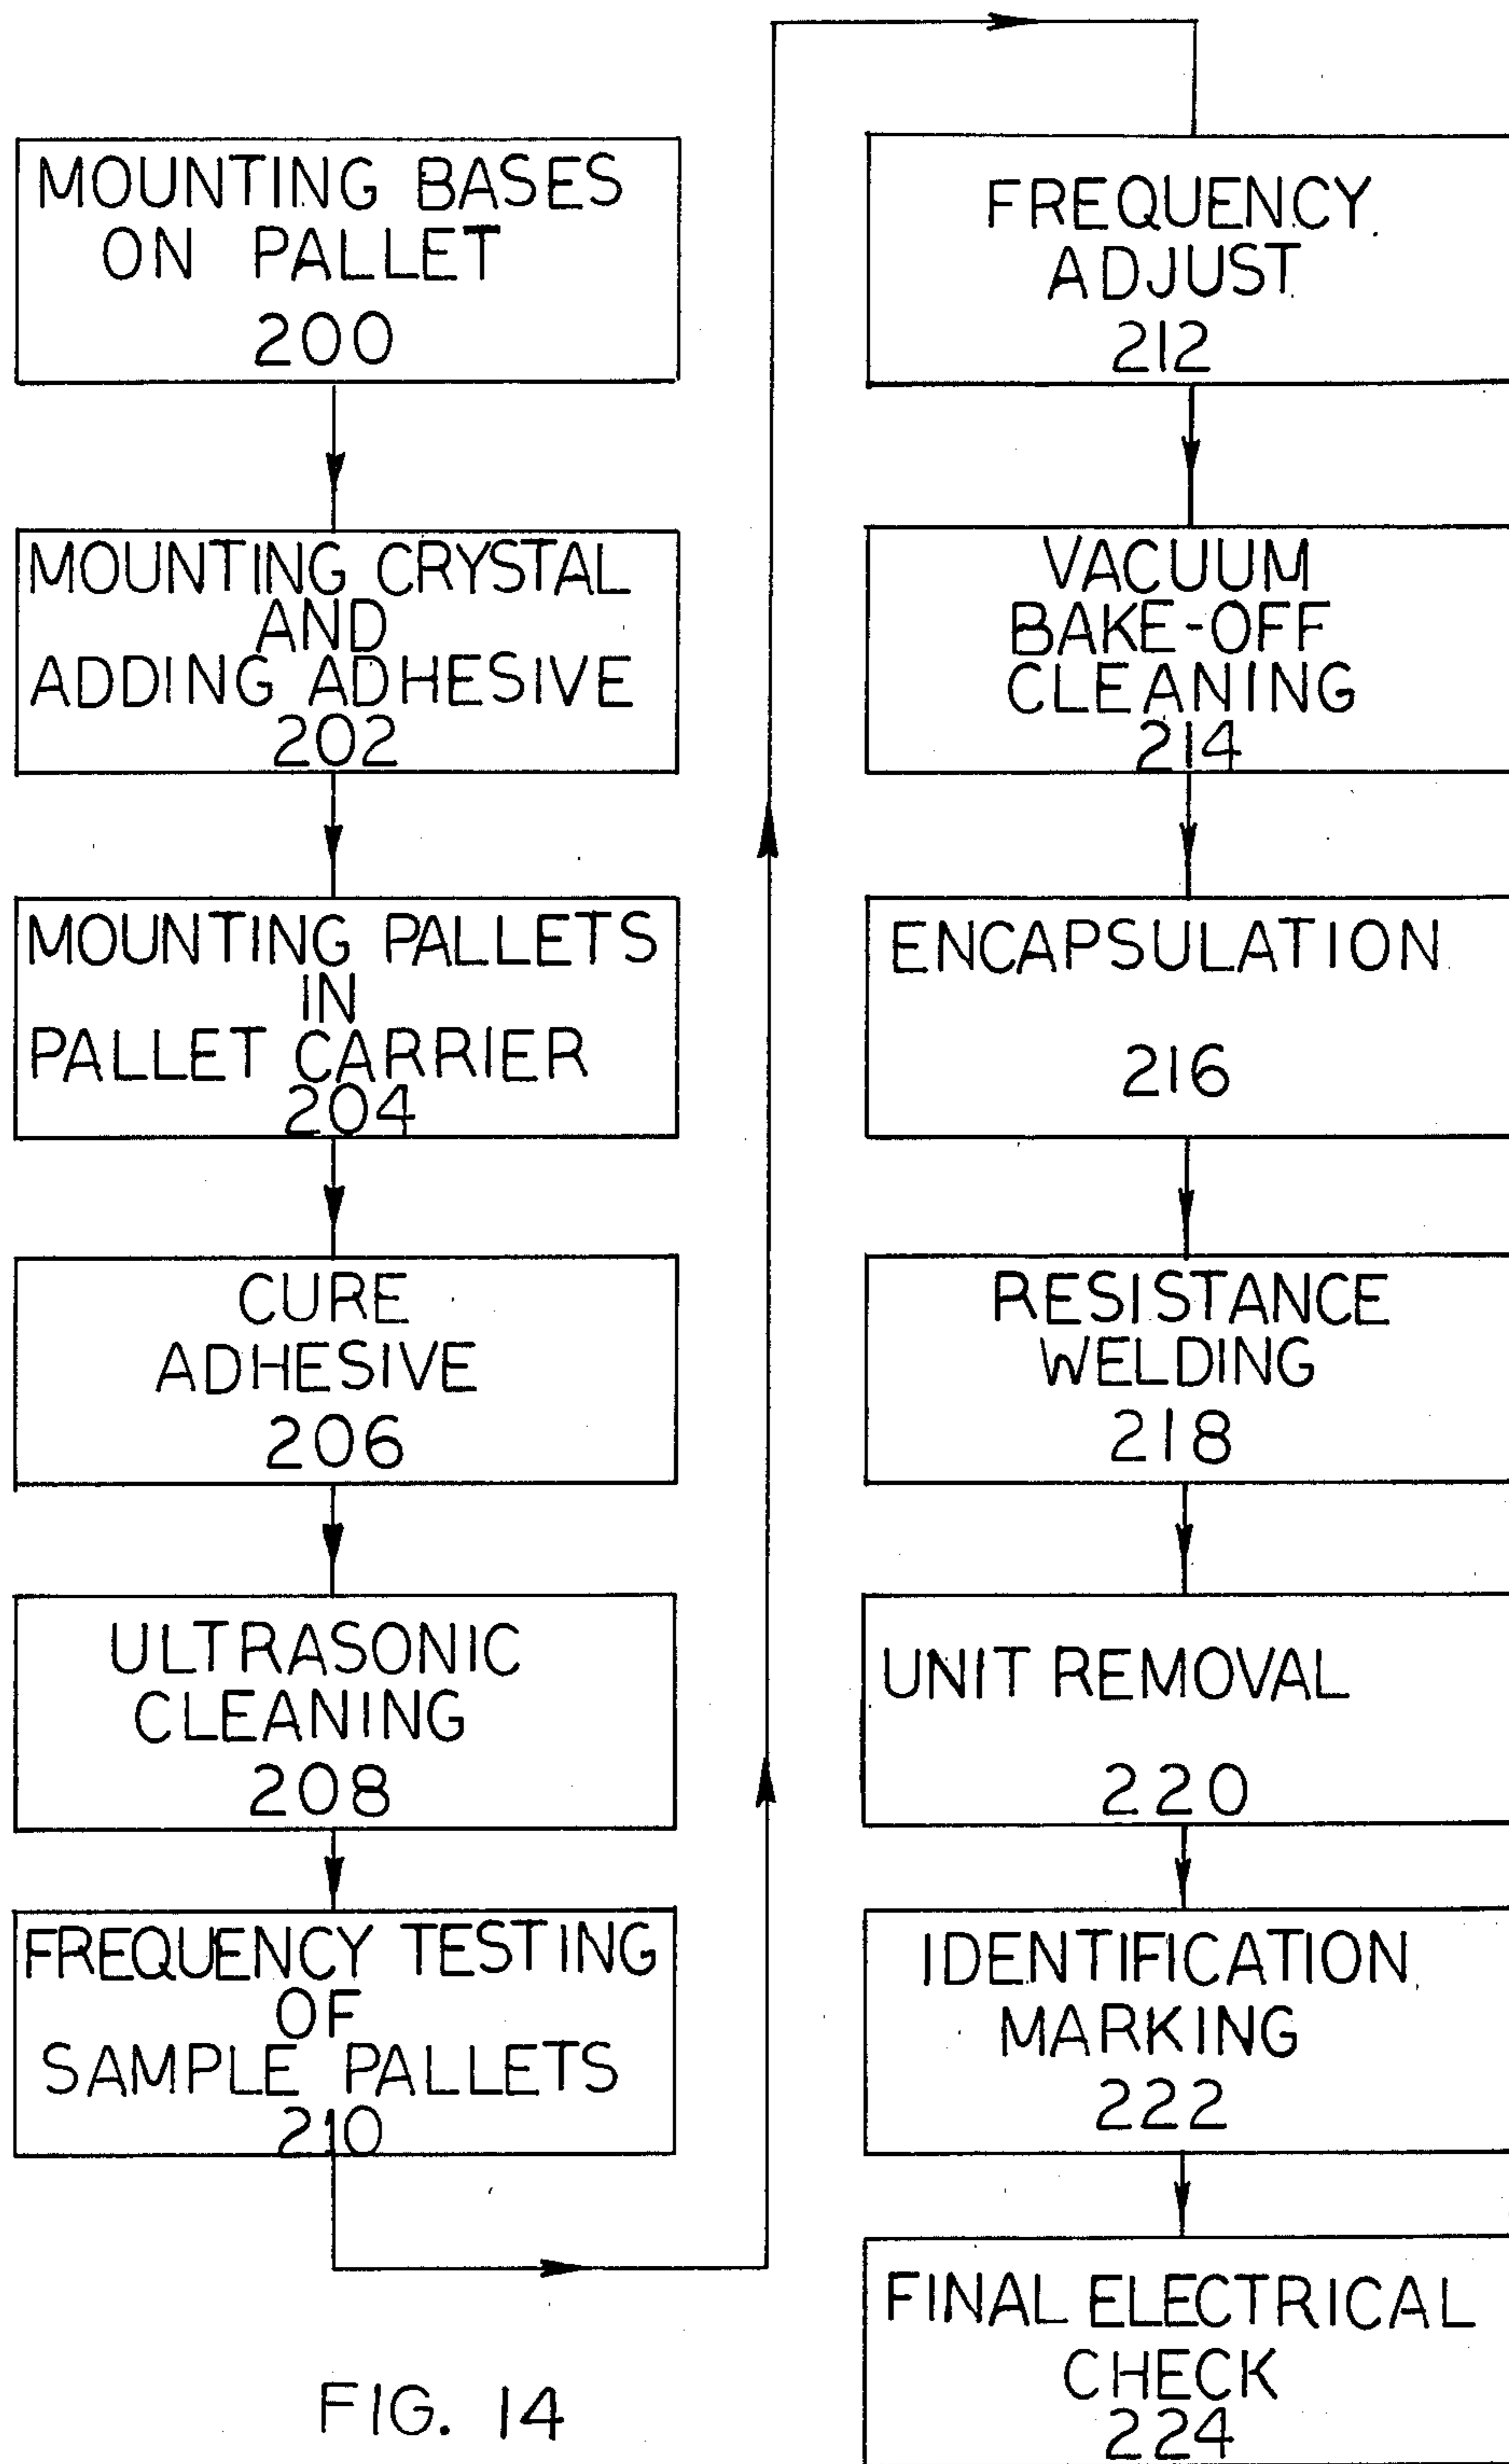 MOUNTING BASES
ON PALLET
200
MOUNTING CRYSTAL
AND
ADDING ADHESIVE
202
MOUNTING PALLETS
IN
PALLET CARRIER
204
CURE
ADHESIVE
206
ULTRASONIC
CLEANING
208
FREQUENCY TESTING
OF
SAMPLE PALLETS
210
FREQUENCY
ADJUST
212
VACUUM
BAKE-OFF
CLEANING
214
ENCAPSULATION
216
RESISTANCE
WELDING
218
UNIT REMOVAL
220
IDENTIFICATION
MARKING
222
FINAL ELECTRICAL
CHECK
224
FIG. 14